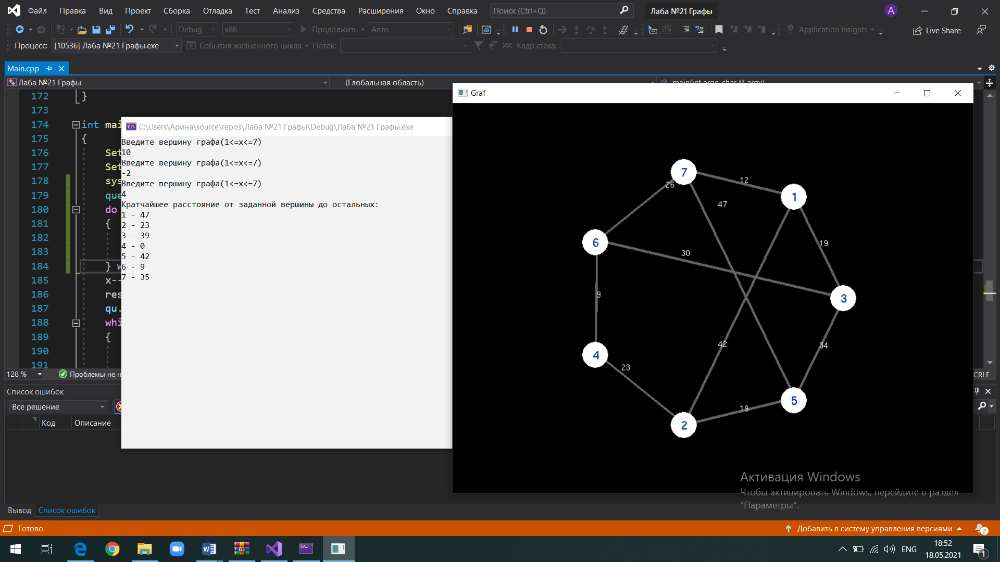 Файл Правка Вид Проект Сборка Отладка Тест Анализ Средства Расширения Окно Справка Поиск (Ctrl+Q) Лаба №21 Графы A
Debug x86 Продолжить Авто Application Insights Live Share
Процесс: [10536] Лаба №21 Графы.exe События жизненного цикла Поток: Кадр стека:
Main.cpp
Лаба №21 Графы (Глобальная область) main(int argc, char ** argv)
172 }
173
174 int mai
175 {
176 Set
177 Set
178 sys
179 que
180 do
181 {
182
183
184 } w
185 x--
186 res
187 qu.
188 whi
189 {
190
191
C:\Users\Арина\source\repos\Лаба №21 Графы\Debug\Лаба №21 Графы.exe
Введите вершину графа(1<=x<=7)
10
Введите вершину графа(1<=x<=7)
-2
Введите вершину графа(1<=x<=7)
4
Кратчайшее расстояние от заданной вершины до остальных:
1 - 47
2 - 23
3 - 39
4 - 0
5 - 42
6 - 9
7 - 35
Graf
7
12
26
1
47
6
19
30
9
3
42
34
4
23
19
5
2
128 % Проблемы не н CRLF
Список ошибок
Все решение
Код Описание
Активация Windows
Чтобы активировать Windows, перейдите в раздел
"Параметры".
Вывод Список ошибок
Готово Добавить в систему управления версиями 2
ENG 18:52
18.05.2021 1